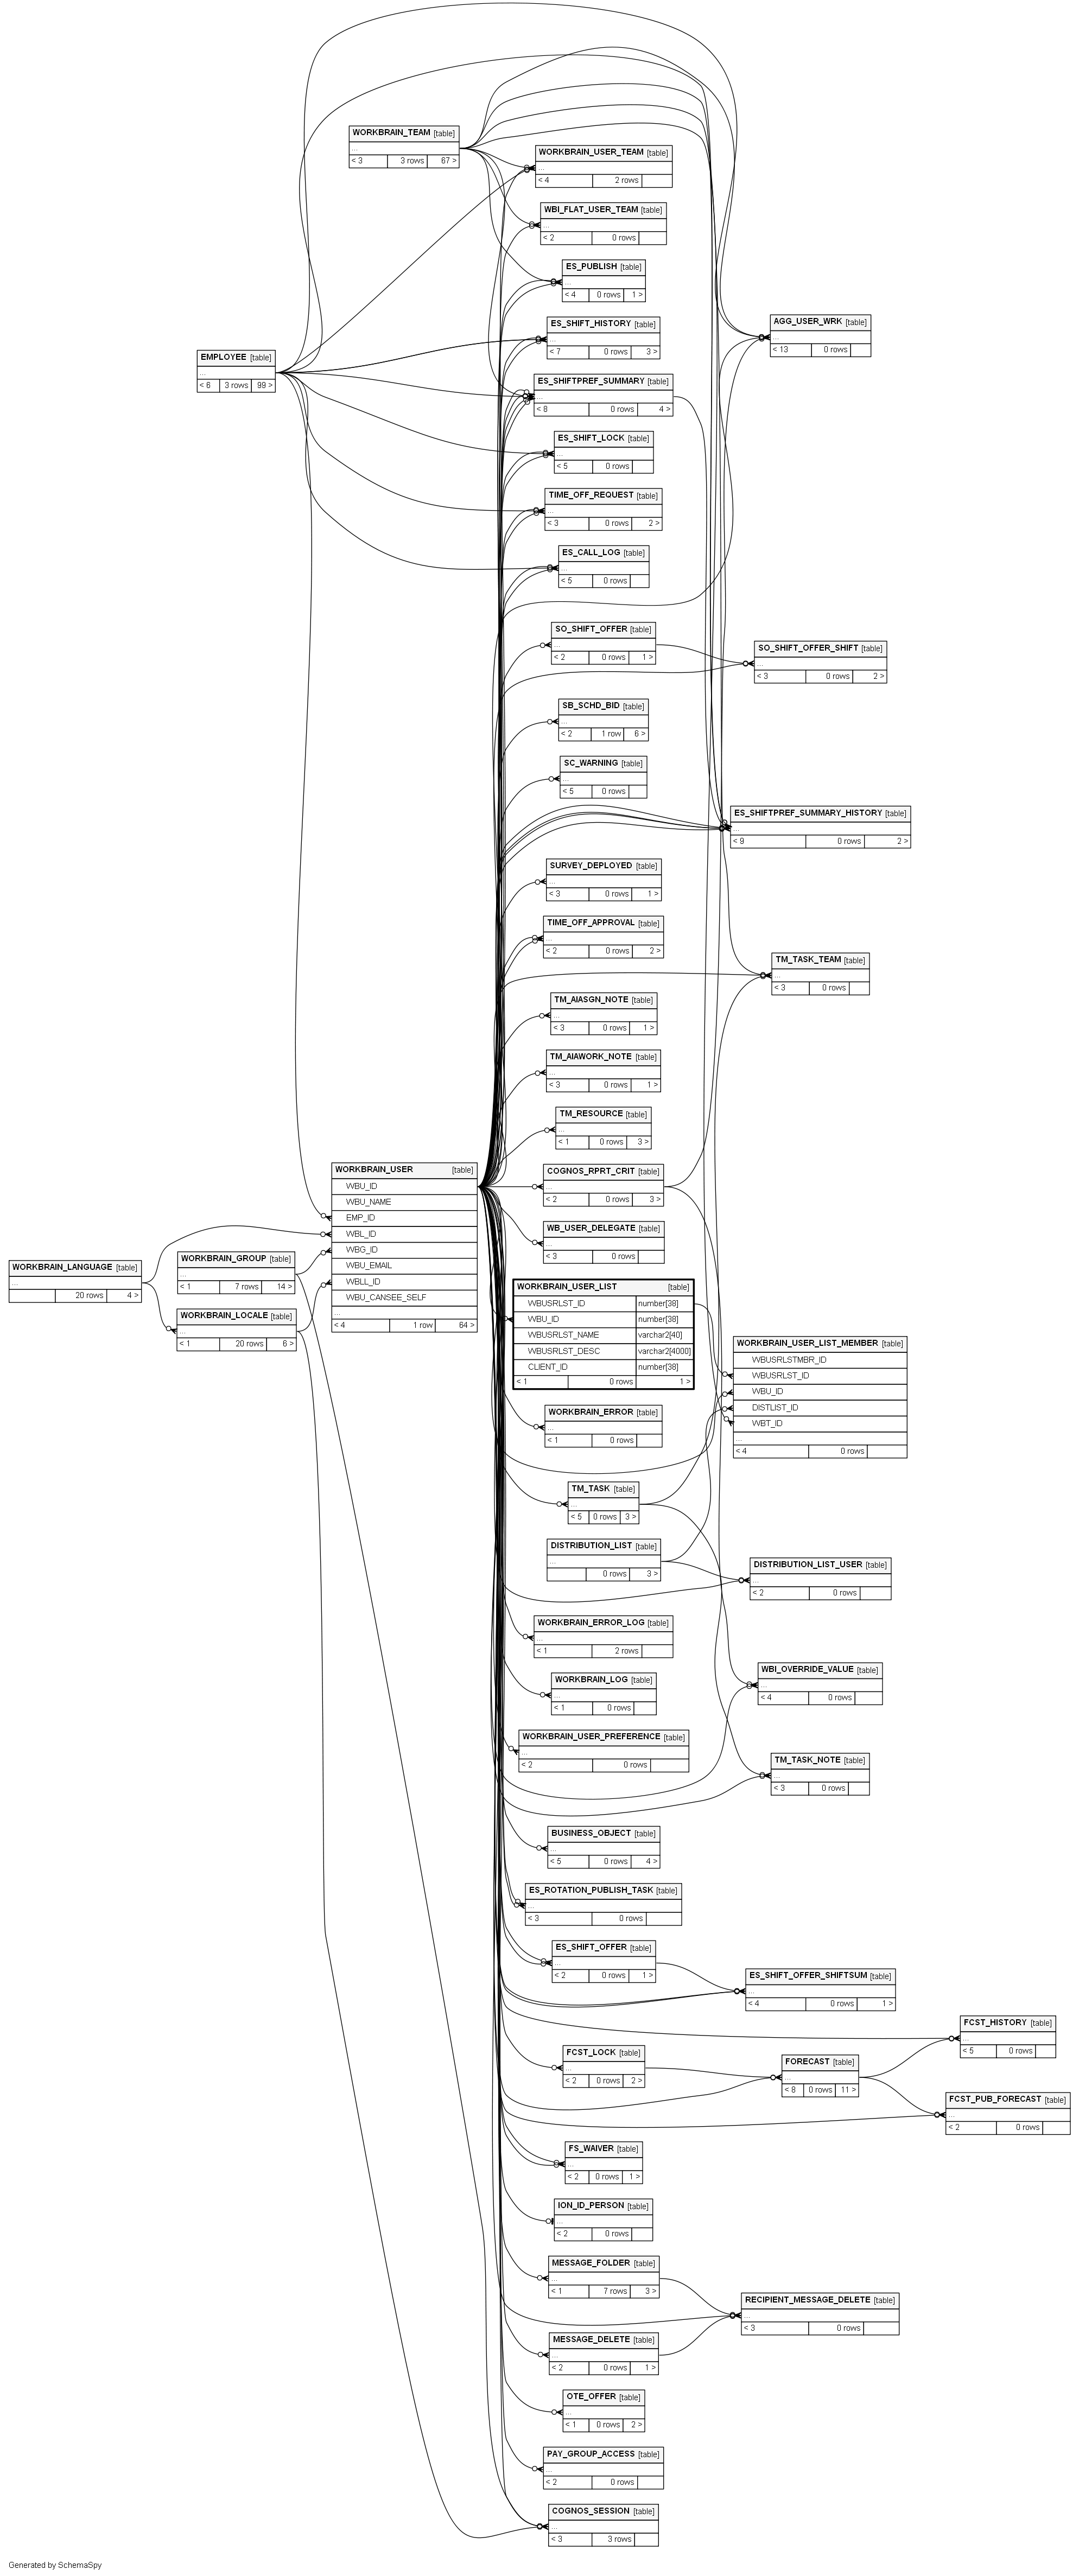 WORKBRAIN_TEAM [table]
...
< 3 3 rows 67 >
WORKBRAIN_USER_TEAM [table]
...
< 4 2 rows
WBI_FLAT_USER_TEAM [table]
...
< 2 0 rows
ES_PUBLISH [table]
...
< 4 0 rows 1 >
ES_SHIFT_HISTORY [table]
...
< 7 0 rows 3 >
AGG_USER_WRK [table]
...
< 13 0 rows
EMPLOYEE [table]
...
< 6 3 rows 99 >
ES_SHIFTPREF_SUMMARY [table]
...
< 8 0 rows 4 >
ES_SHIFT_LOCK [table]
...
< 5 0 rows
TIME_OFF_REQUEST [table]
...
< 3 0 rows 2 >
ES_CALL_LOG [table]
...
< 5 0 rows
SO_SHIFT_OFFER [table]
...
< 2 0 rows 1 >
SO_SHIFT_OFFER_SHIFT [table]
...
< 3 0 rows 2 >
SB_SCHD_BID [table]
...
< 2 1 row 6 >
SC_WARNING [table]
...
< 5 0 rows
ES_SHIFTPREF_SUMMARY_HISTORY [table]
...
< 9 0 rows 2 >
SURVEY_DEPLOYED [table]
...
< 3 0 rows 1 >
TIME_OFF_APPROVAL [table]
...
< 2 0 rows 2 >
TM_TASK_TEAM [table]
...
< 3 0 rows
TM_AIASGN_NOTE [table]
...
< 3 0 rows 1 >
TM_AIAWORK_NOTE [table]
...
< 3 0 rows 1 >
TM_RESOURCE [table]
...
< 1 0 rows 3 >
COGNOS_RPRT_CRIT [table]
...
< 2 0 rows 3 >
WB_USER_DELEGATE [table]
...
< 3 0 rows
WORKBRAIN_USER [table]
WBU_ID
WBU_NAME
EMP_ID
WBL_ID
WBG_ID
WBU_EMAIL
WBLL_ID
WBU_CANSEE_SELF
...
< 4 1 row 64 >
WORKBRAIN_LANGUAGE [table]
...
20 rows 4 >
WORKBRAIN_GROUP [table]
...
< 1 7 rows 14 >
WORKBRAIN_LOCALE [table]
...
< 1 20 rows 6 >
WORKBRAIN_USER_LIST [table]
WBUSRLST_ID number[38]
WBU_ID number[38]
WBUSRLST_NAME varchar2[40]
WBUSRLST_DESC varchar2[4000]
CLIENT_ID number[38]
< 1 0 rows 1 >
WORKBRAIN_USER_LIST_MEMBER [table]
WBUSRLSTMBR_ID
WBUSRLST_ID
WBU_ID
DISTLIST_ID
WBT_ID
...
< 4 0 rows
WORKBRAIN_ERROR [table]
...
< 1 0 rows
TM_TASK [table]
...
< 5 0 rows 3 >
DISTRIBUTION_LIST [table]
...
0 rows 3 >
DISTRIBUTION_LIST_USER [table]
...
< 2 0 rows
WORKBRAIN_ERROR_LOG [table]
...
< 1 2 rows
WBI_OVERRIDE_VALUE [table]
...
< 4 0 rows
WORKBRAIN_LOG [table]
...
< 1 0 rows
WORKBRAIN_USER_PREFERENCE [table]
...
< 2 0 rows
TM_TASK_NOTE [table]
...
< 3 0 rows
BUSINESS_OBJECT [table]
...
< 5 0 rows 4 >
ES_ROTATION_PUBLISH_TASK [table]
...
< 3 0 rows
ES_SHIFT_OFFER [table]
...
< 2 0 rows 1 >
ES_SHIFT_OFFER_SHIFTSUM [table]
...
< 4 0 rows 1 >
FCST_HISTORY [table]
...
< 5 0 rows
FCST_LOCK [table]
...
< 2 0 rows 2 >
FORECAST [table]
...
< 8 0 rows 11 >
FCST_PUB_FORECAST [table]
...
< 2 0 rows
FS_WAIVER [table]
...
< 2 0 rows 1 >
ION_ID_PERSON [table]
...
< 2 0 rows
MESSAGE_FOLDER [table]
...
< 1 7 rows 3 >
RECIPIENT_MESSAGE_DELETE [table]
...
< 3 0 rows
MESSAGE_DELETE [table]
...
< 2 0 rows 1 >
OTE_OFFER [table]
...
< 1 0 rows 2 >
PAY_GROUP_ACCESS [table]
...
< 2 0 rows
COGNOS_SESSION [table]
...
< 3 3 rows
Generated by SchemaSpy